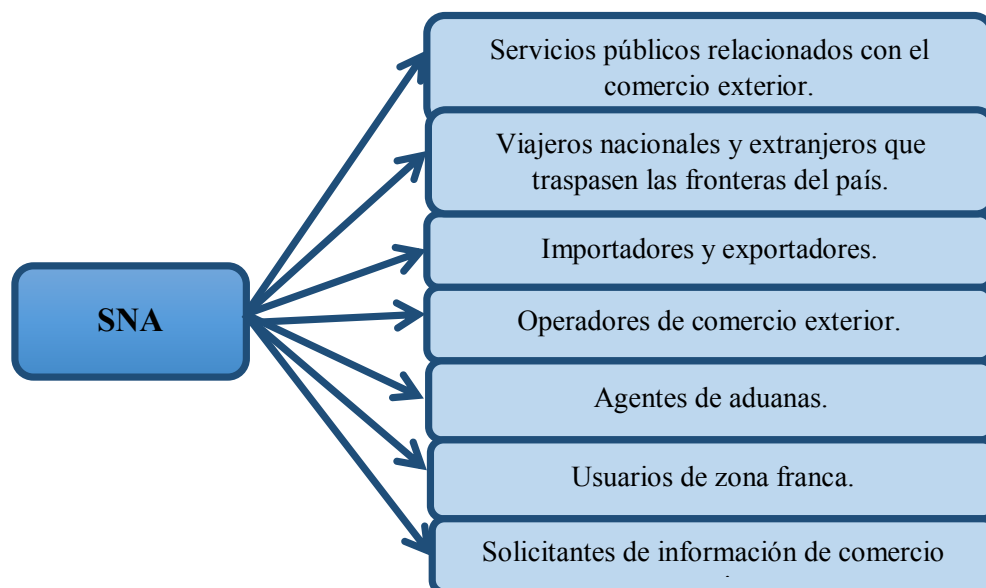 Servicios públicos relacionados con el
comercio exterior.
Viajeros nacionales y extranjeros que
traspasen las fronteras del país.
Importadores y exportadores.
SNA
Operadores de comercio exterior.
Agentes de aduanas.
Usuarios de zona franca.
Solicitantes de información de comercio